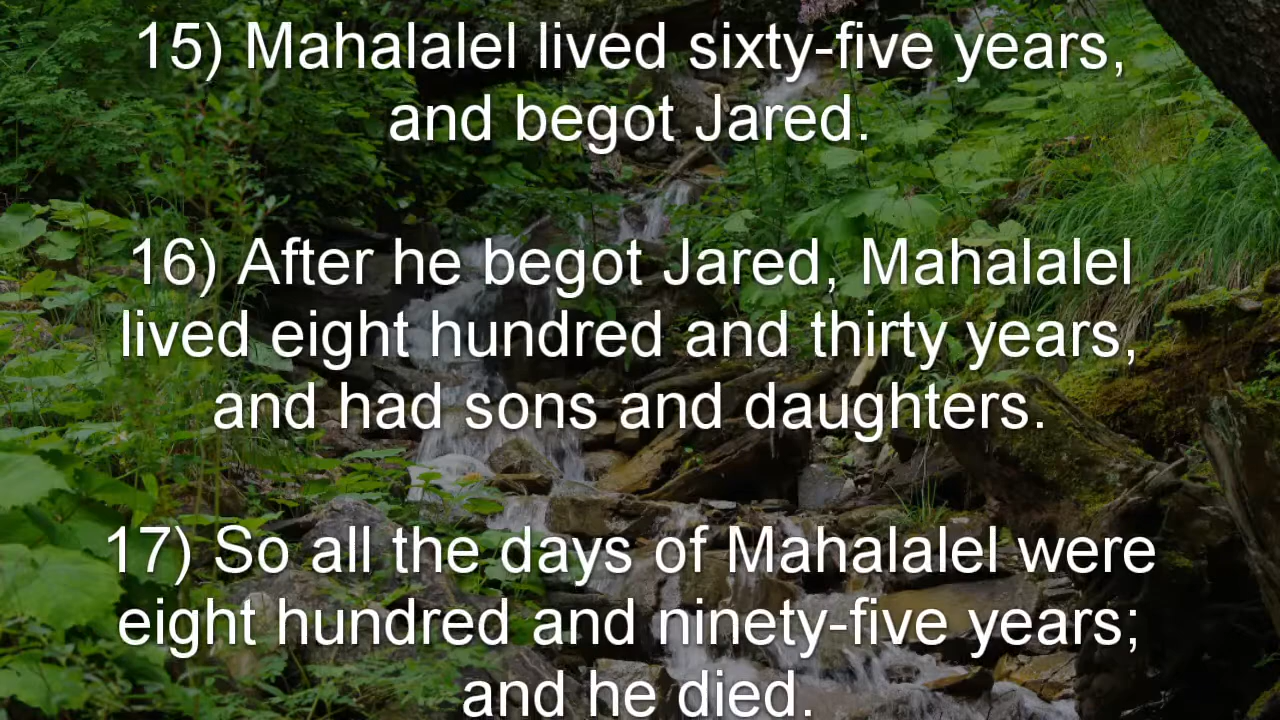 15) Mahalalel lived sixty-five years,
and begot Jared.
16) After he begot Jared, Mahalalel
lived eight hundred and thirty years,
and had sons and daughters.
17) So all the days of Mahalalel were
eight hundred and ninety-five years;
and he died.